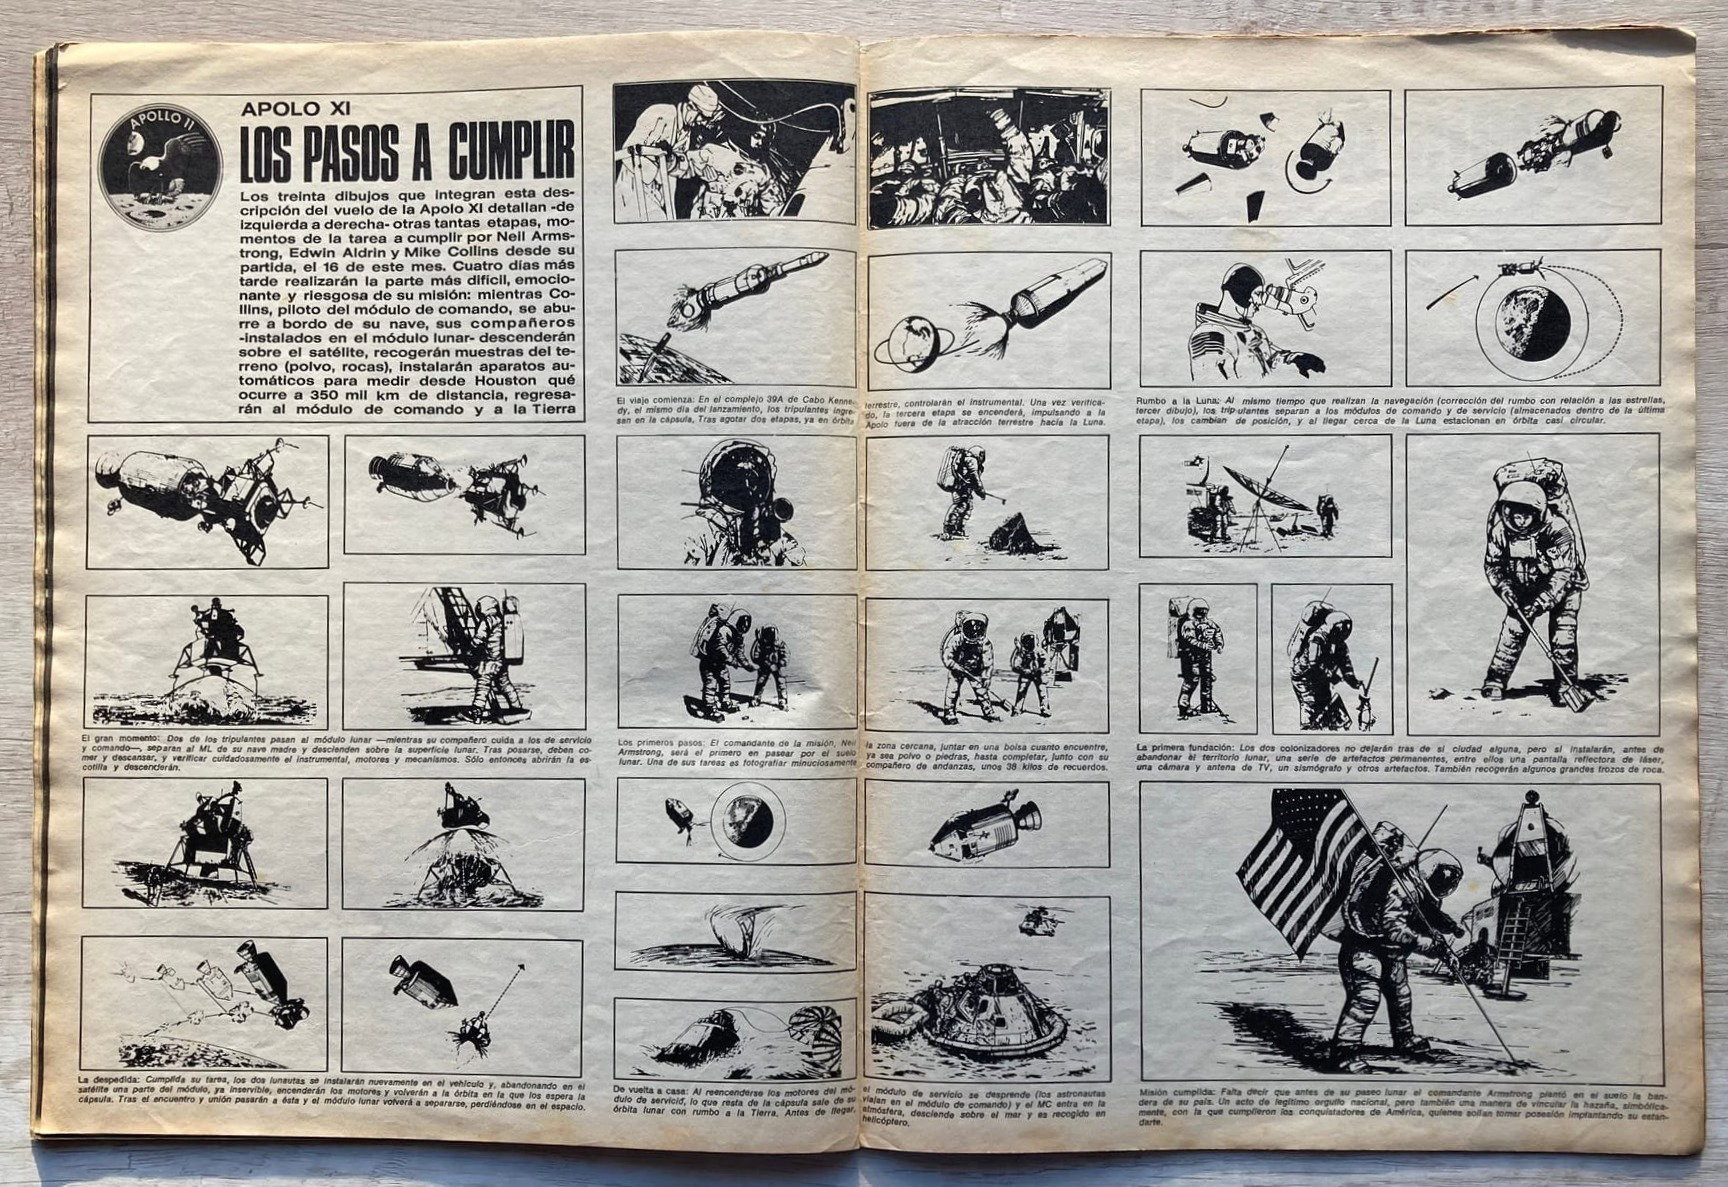 APOLLO 11
APOLO XI
LOS PASOS A CUMPLIR
Los treinta dibujos que integran esta des-
cripción del vuelo de la Apolo XI detallan -de
izquierda a derecha- otras tantas etapas, mo-
mentos de la tarea a cumplir por Neil Arms-
trong, Edwin Aldrin y Mike Collins desde su
partida, el 16 de este mes. Cuatro días más
tarde realizarán la parte más difícil, emocio-
nante y riesgosa de su misión: mientras Co-
llins, piloto del módulo de comando, se abu-
rre a bordo de su nave, sus compañeros
-instalados en el módulo lunar- descenderán
sobre el satélite, recogerán muestras del te-
rreno (polvo, rocas), instalarán aparatos au-
tomáticos para medir desde Houston qué
ocurre a 350 mil km de distancia, regresa-
rán al módulo de comando y a la Tierra
El viaje comienza: En el complejo 39A de Cabo Kenne-
dy, el mismo día del lanzamiento, los tripulantes ingre-
san en la cápsula. Tras agotar dos etapas, ya en órbita
terrestre, controlarán el instrumental. Una vez verifica-
do, la tercera etapa se encenderá, impulsando a la
Apolo fuera de la atracción terrestre hacia la Luna.
Rumbo a la Luna: Al mismo tiempo que realizan la navegación (corrección del rumbo con relación a las estrellas,
tercer dibujo), los tripulantes separan a los módulos de comando y de servicio (almacenados dentro de la última
etapa), los cambian de posición, y al llegar cerca de la Luna estacionan en órbita casi circular.
El gran momento: Dos de los tripulantes pasan al módulo lunar —mientras su compañero cuida a los de servicio
y comando—, separan al ML de su nave madre y descienden sobre la superficie lunar. Tras posarse, deben co-
mer y descansar, y verificar cuidadosamente el instrumental, motores y mecanismos. Sólo entonces abrirán la es-
cotilla y descenderán.
Los primeros pasos: El comandante de la misión, Neil
Armstrong, será el primero en pasear por el suelo
lunar. Una de sus tareas es fotografiar minuciosamente
la zona cercana, juntar en una bolsa cuanto encuentre,
ya sea polvo o piedras, hasta completar, junto con su
compañero de andanzas, unos 38 kilos de recuerdos.
La primera fundación: Los dos colonizadores no dejarán tras de sí ciudad alguna, pero sí instalarán, antes de
abandonar el territorio lunar, una serie de artefactos permanentes, entre ellos una pantalla reflectora de láser,
una cámara y antena de TV, un sismógrafo y otros artefactos. También recogerán algunos grandes trozos de roca.
La despedida: Cumplida su tarea, los dos lunautas se instalarán nuevamente en el vehículo y, abandonando en el
satélite una parte del módulo, ya inservible, encenderán los motores y volverán a la órbita en la que los espera la
cápsula. Tras el encuentro y unión pasarán a ésta y el módulo lunar volverá a separarse, perdiéndose en el espacio.
De vuelta a casa: Al reencenderse los motores del mó-
dulo de servicio, lo que resta de la cápsula sale de su
órbita lunar con rumbo a la Tierra. Antes de llegar,
el módulo de servicio se desprende (los astronautas
viajan en el módulo de comando) y el MC entra en la
atmósfera, desciende sobre el mar y es recogido en
helicóptero.
Misión cumplida: Falta decir que antes de su paseo lunar el comandante Armstrong plantó en el suelo la ban-
dera de su país. Un acto de legítimo orgullo nacional, pero también una manera de vincular la hazaña, simbólica-
mente, con la que cumplieron los conquistadores de América, quienes solían tomar posesión implantando su estan-
darte.